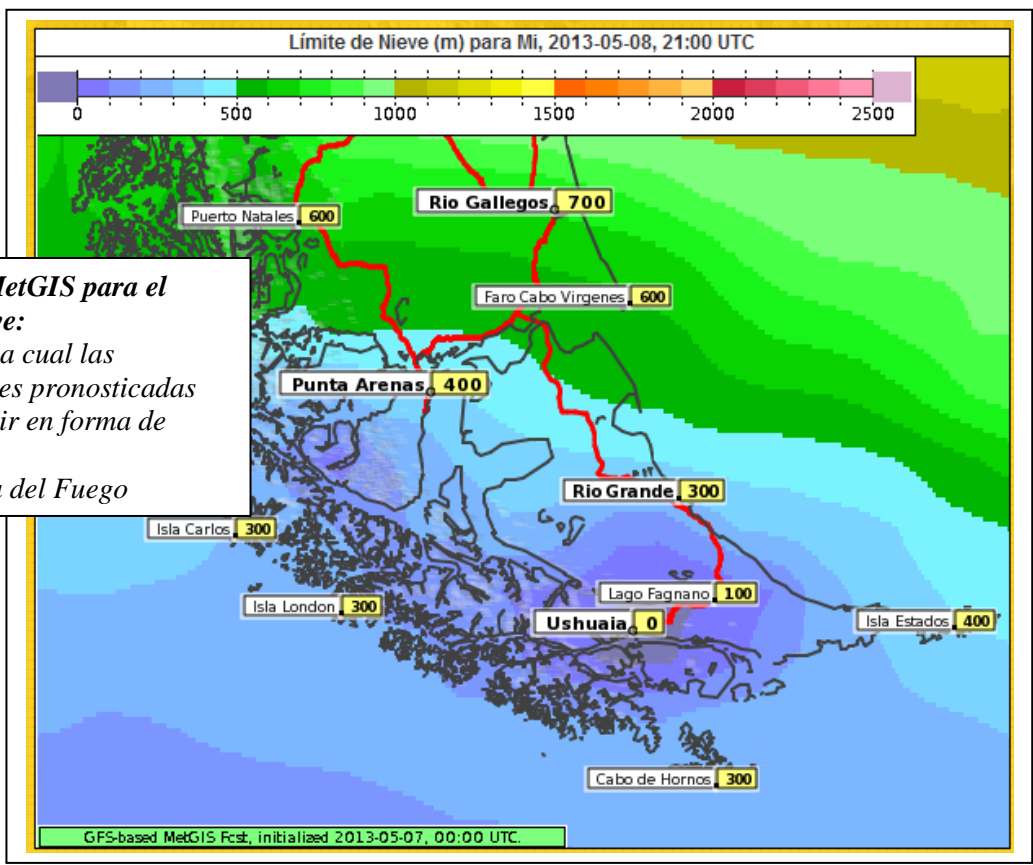 Límite de Nieve (m) para Mi, 2013-05-08, 21:00 UTC
0 500 1000 1500 2000 2500
Rio Gallegos 700
Puerto Natales 600
MetGIS para el
Faro Cabo Virgenes 600
a cual las
es pronosticadas
Punta Arenas 400
ir en forma de
del Fuego
Rio Grande 300
Isla Carlos 300
Lago Fagnano 100
Isla London 300
Ushuaia 0
Isla Estados 400
Cabo de Hornos 300
GFS-based MetGIS Fcst, initialized 2013-05-07, 00:00 UTC.